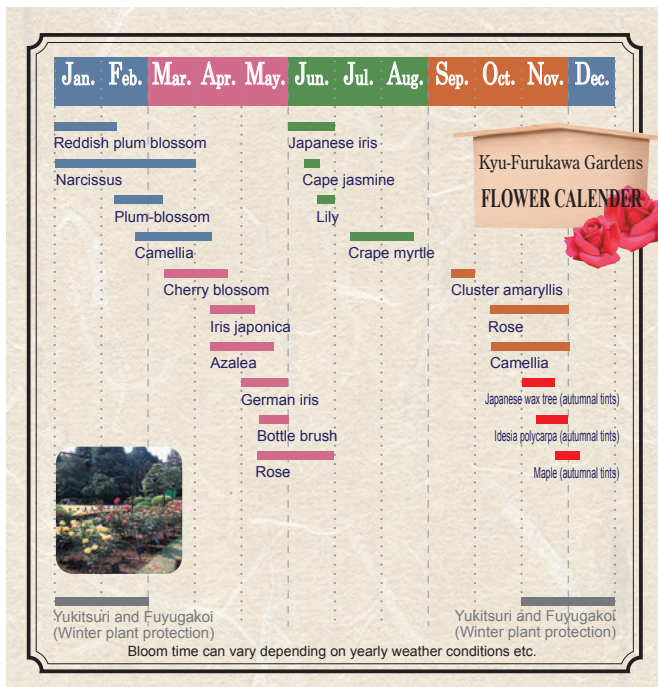 Jan. Feb. Mar. Apr. May. Jun. Jul. Aug. Sep. Oct. Nov. Dec.
Kyu-Furukawa Gardens
FLOWER CALENDER
Reddish plum blossom
Narcissus
Plum-blossom
Camellia
Cherry blossom
Iris japonica
Azalea
German iris
Bottle brush
Rose
Japanese iris
Cape jasmine
Lily
Crape myrtle
Cluster amaryllis
Rose
Camellia
Japanese wax tree (autumnal tints)
Idesia polycarpa (autumnal tints)
Maple (autumnal tints)
Yukitsuri and Fuyugakoi
(Winter plant protection)
Yukitsuri and Fuyugakoi
(Winter plant protection)
Bloom time can vary depending on yearly weather conditions etc.